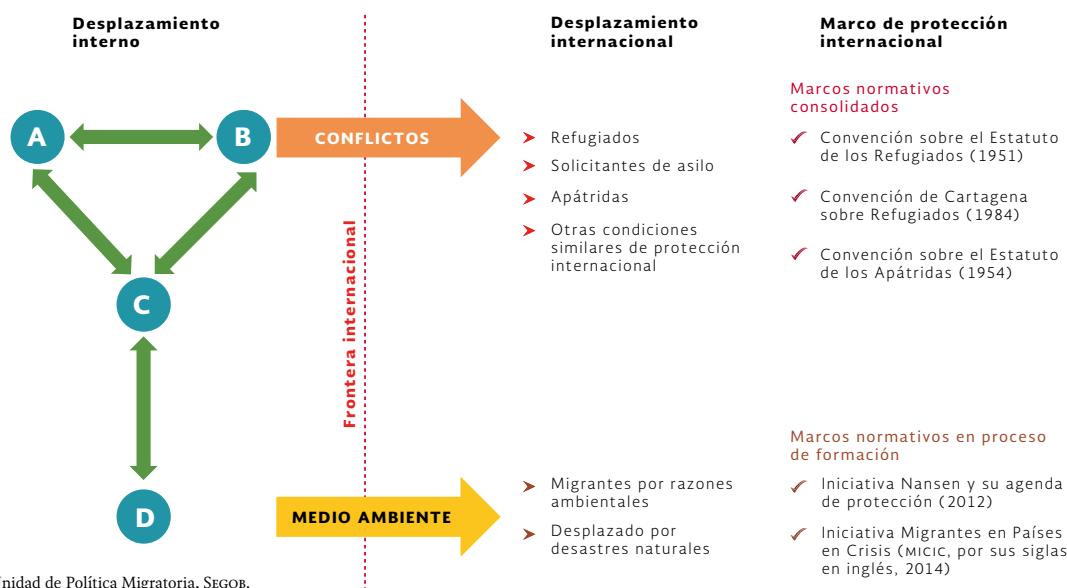 Desplazamiento
interno
Desplazamiento
internacional
Marco de protección
internacional
A
B
C
D
CONFLICTOS
Frontera internacional
MEDIO AMBIENTE
Refugiados
Solicitantes de asilo
Apátridas
Otras condiciones
similares de protección
internacional
Marcos normativos
consolidados
Convención sobre el Estatuto
de los Refugiados (1951)
Convención de Cartagena
sobre Refugiados (1984)
Convención sobre el Estatuto
de los Apátridas (1954)
Migrantes por razones
ambientales
Desplazado por
desastres naturales
Marcos normativos en proceso
de formación
Iniciativa Nansen y su agenda
de protección (2012)
Iniciativa Migrantes en Países
en Crisis (MICIC, por sus siglas
en inglés, 2014)
de Política Migratoria, SEGOB.